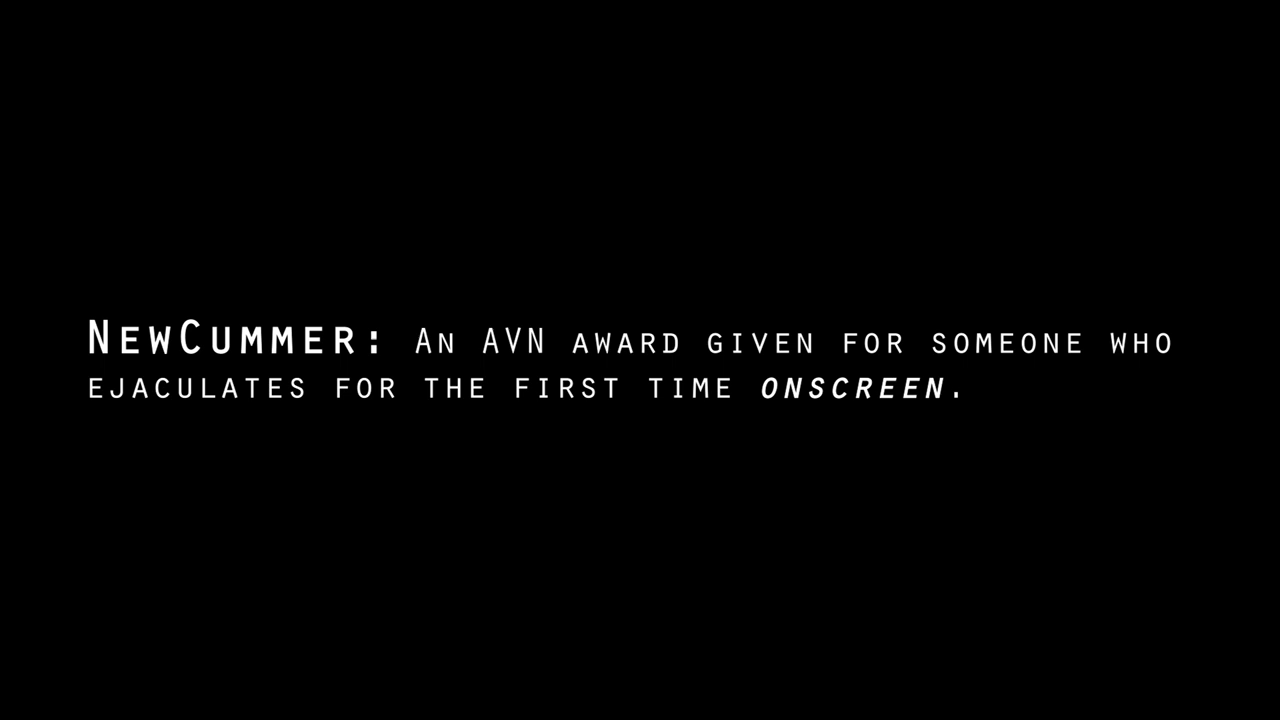 NewCummer: An AVN award given for someone who
ejaculates for the first time onscreen.